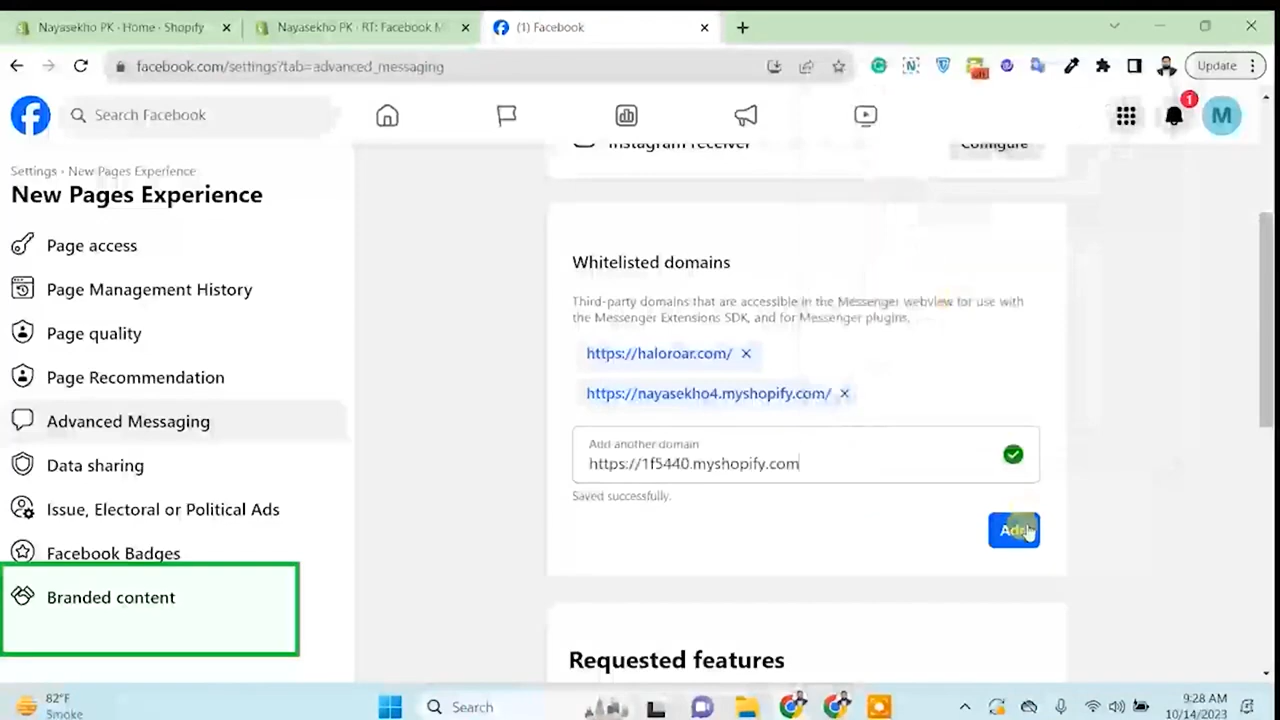 Nayasekho PK · Home · Shopify
Nayasekho PK · RT: Facebook M
(1) Facebook
facebook.com/settings?tab=advanced_messaging
Update
Search Facebook
1
M
Settings · New Pages Experience
New Pages Experience
Page access
Page Management History
Page quality
Page Recommendation
Advanced Messaging
Data sharing
Issue, Electoral or Political Ads
Facebook Badges
Branded content
Instagram receiver
Configure
Whitelisted domains
Third-party domains that are accessible in the Messenger webview for use with
the Messenger Extensions SDK, and for Messenger plugins.
https://haloroar.com/
https://nayasekho4.myshopify.com/
Add another domain
https://1f5440.myshopify.com
Saved successfully.
Add
Requested features
82°F
Smoke
Search
9:28 AM
10/14/2023